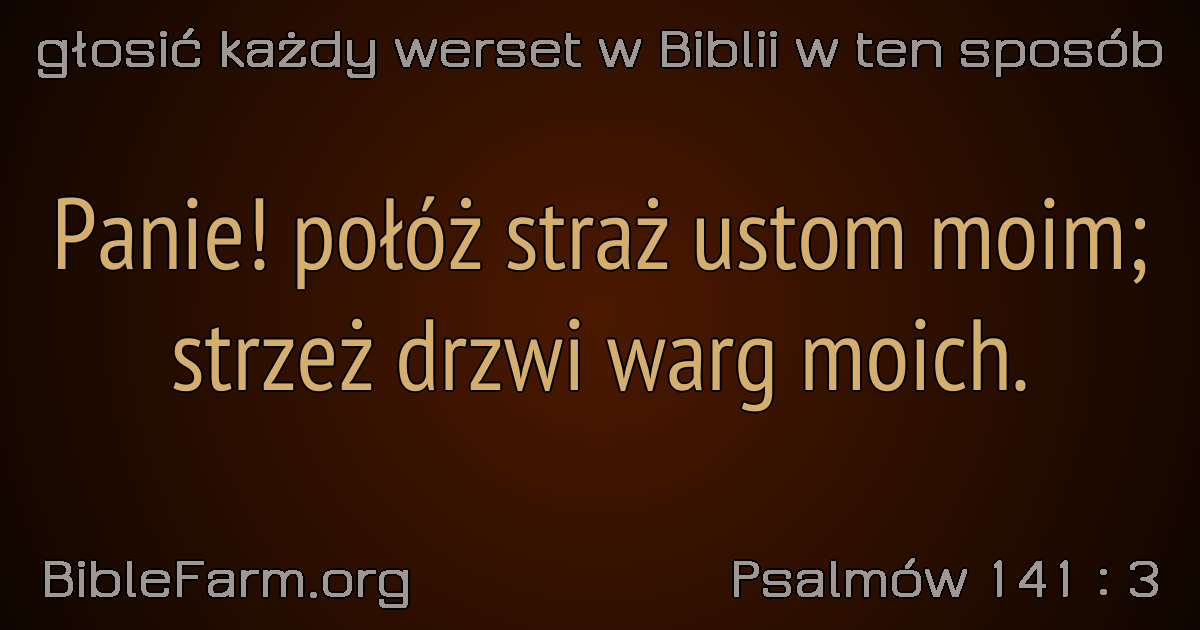 głosić każdy werset w Biblii w ten sposób
Panie! połóż straż ustom moim;
strzeż drzwi warg moich.
BibleFarm.org
Psalmów 141 : 3